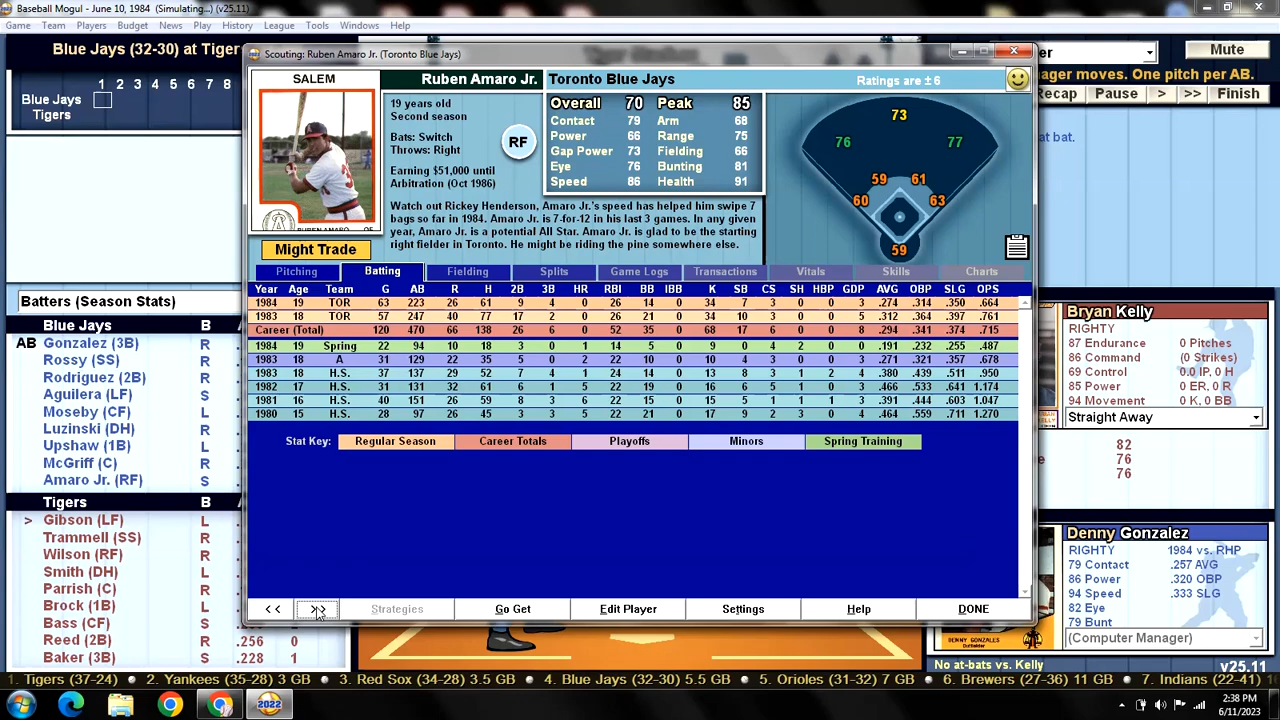 Baseball Mogul - June 10, 1984 (Simulating...) (v25.11)
Game Team Players Budget News Play History League Tools Windows Help
Blue Jays (32-30) at Tiger
1 2 3 4 5 6 7 8
Blue Jays
Tigers
Mute
nager moves. One pitch per AB.
Recap Pause > >> Finish
at bat.
Scouting: Ruben Amaro Jr. (Toronto Blue Jays)
SALEM
Ruben Amaro Jr.
Toronto Blue Jays
Ratings are ± 6
19 years old
Second season
Bats: Switch
Throws: Right
Earning $51,000 until
Arbitration (Oct 1986)
RF
Overall 70 Peak 85
Contact 79 Arm 68
Power 66 Range 75
Gap Power 73 Fielding 66
Eye 76 Bunting 81
Speed 86 Health 91
73
76 77
59 61
60 63
59
Watch out Rickey Henderson, Amaro Jr.'s speed has helped him swipe 7
bags so far in 1984. Amaro Jr. is 7-for-12 in his last 3 games. In any given
year, Amaro Jr. is a potential All Star. Amaro Jr. is glad to be the starting
right fielder in Toronto. He might be riding the pine somewhere else.
Might Trade
Pitching Batting Fielding Splits Game Logs Transactions Vitals Skills Charts
Year Age Team G AB R H 2B 3B HR RBI BB IBB K SB CS SH HBP GDP AVG OBP SLG OPS
1984 19 TOR 63 223 26 61 9 4 0 26 14 0 34 7 3 0 0 3 .274 .314 .350 .664
1983 18 TOR 57 247 40 77 17 2 0 26 21 0 34 10 3 0 0 5 .312 .364 .397 .761
Career (Total) 120 470 66 138 26 6 0 52 35 0 68 17 6 0 0 8 .294 .341 .374 .715
1984 19 Spring 22 94 10 18 3 0 1 14 5 0 9 0 4 2 0 0 .191 .232 .255 .487
1983 18 A 31 129 22 35 5 0 2 22 10 0 10 4 3 0 0 0 .271 .321 .357 .678
1983 18 H.S. 37 137 29 52 7 4 1 24 14 0 13 8 3 1 2 4 .380 .439 .511 .950
1982 17 H.S. 31 131 32 61 6 1 5 22 19 0 16 6 5 1 0 3 .466 .533 .641 1.174
1981 16 H.S. 40 151 26 59 8 3 6 22 15 0 15 5 1 1 1 3 .391 .444 .603 1.047
1980 15 H.S. 28 97 26 45 3 3 5 15 21 0 17 9 2 3 0 4 .464 .559 .711 1.270
Stat Key: Regular Season Career Totals Playoffs Minors Spring Training
<< >> Strategies Go Get Edit Player Settings Help DONE
Batters (Season Stats)
Blue Jays B
AB Gonzalez (3B) R
Rossy (SS) R
Rodriguez (2B) R
Aguilera (LF) R
Moseby (CF) L
Luzinski (DH) R
Upshaw (1B) L
McGriff (C) R
Amaro Jr. (RF) S
Tigers B
> Gibson (LF) L
Trammell (SS) R
Wilson (RF) R
Smith (DH) L
Parrish (C) R
Brock (1B) L
Bass (CF) S
Reed (2B) R .256 0
Baker (3B) S .228 1
Bryan Kelly
RIGHTY
87 Endurance 0 Pitches
86 Command (0 Strikes)
69 Control 0.0 IP, 0 H
85 Power 0 ER, 0 R
94 Movement 0 K, 0 BB
Straight Away
82
76
76
Denny Gonzalez
RIGHTY 1984 vs. RHP
79 Contact .257 AVG
86 Power .320 OBP
94 Speed .333 SLG
82 Eye
79 Bunt
(Computer Manager)
DENNY GONZALES
No at-bats vs. Kelly
v25.11
1. Tigers (37-24) • 2. Yankees (35-28) 3 GB • 3. Red Sox (34-28) 3.5 GB • 4. Blue Jays (32-30) 5.5 GB • 5. Orioles (31-32) 7 GB • 6. Brewers (27-36) 11 GB • 7. Indians (22-41) 16
2022
2:38 PM
6/11/2023